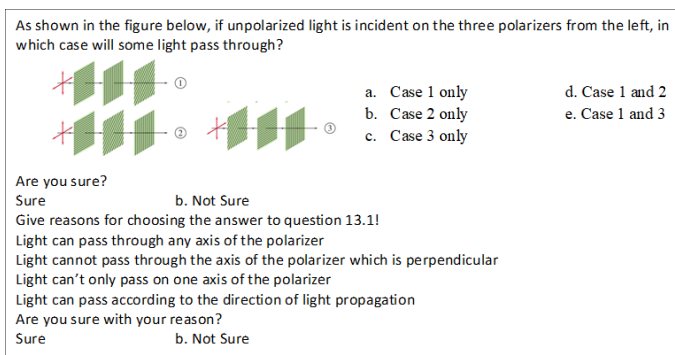 As shown in the figure below, if unpolarized light is incident on the three polarizers from the left, in
which case will some light pass through?
①
②
③
a. Case 1 only
b. Case 2 only
c. Case 3 only
d. Case 1 and 2
e. Case 1 and 3
Are you sure?
Sure b. Not Sure
Give reasons for choosing the answer to question 13.1!
Light can pass through any axis of the polarizer
Light cannot pass through the axis of the polarizer which is perpendicular
Light can't only pass on one axis of the polarizer
Light can pass according to the direction of light propagation
Are you sure with your reason?
Sure b. Not Sure